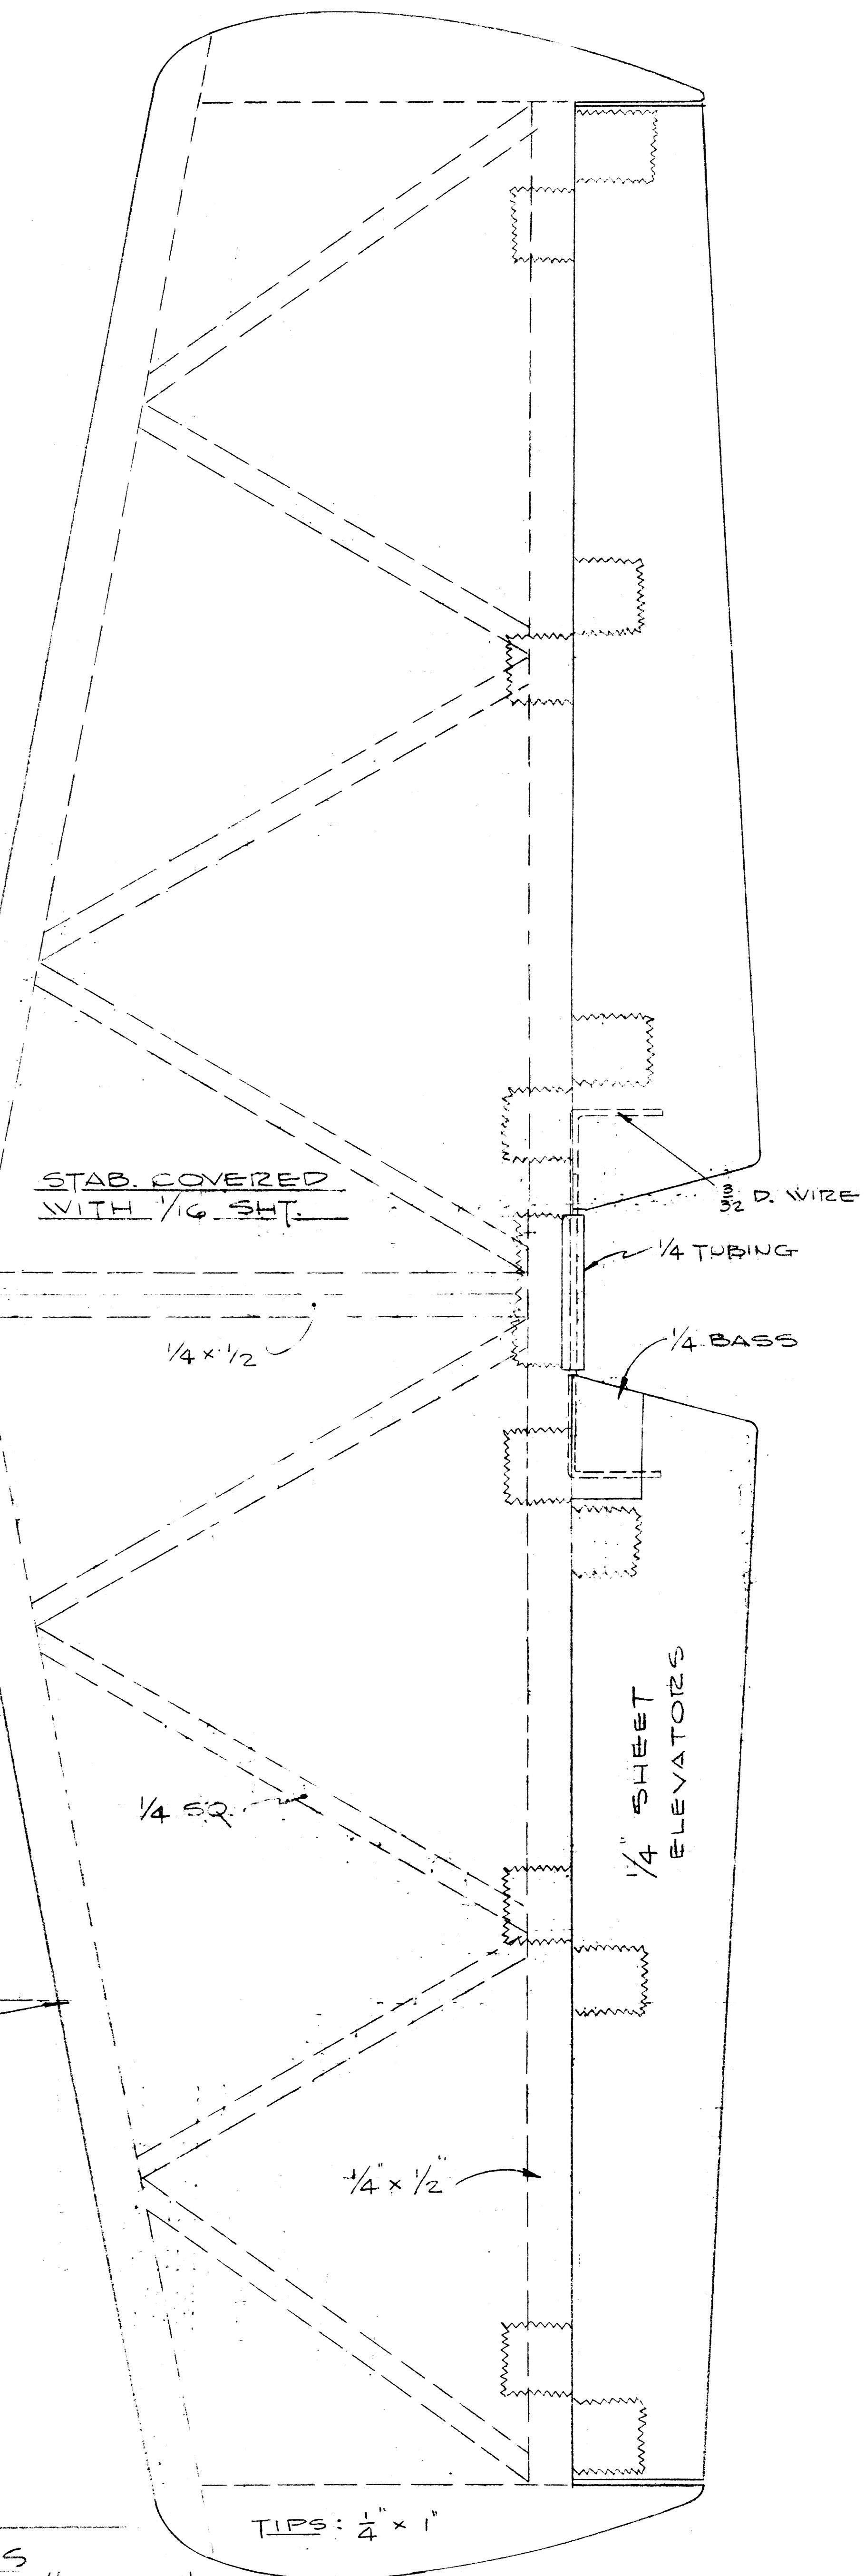 STAB. COVERED
WITH 1/16 SHT.
3/32 D. WIRE
1/4 TUBING
1/4 x 1/2
1/4 BASS
1/4" SHEET
ELEVATORS
1/4 SQ.
1/4" x 1/2"
TIPS: 1/4" x 1"
S